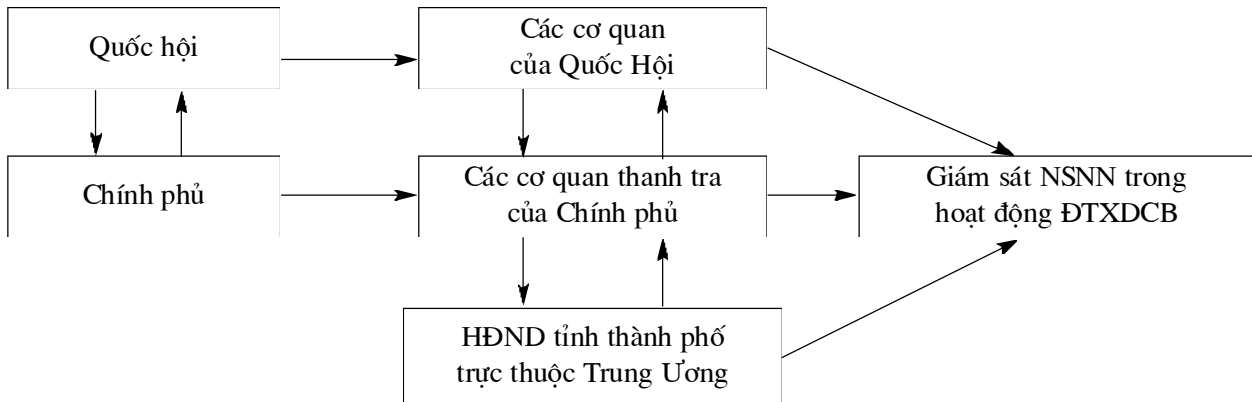 Quốc hội
Các cơ quan
của Quốc Hội
Chính phủ
Các cơ quan thanh tra
của Chính phủ
Giám sát NSNN trong
hoạt động ĐTXDCB
HĐND tỉnh thành phố
trực thuộc Trung Ương